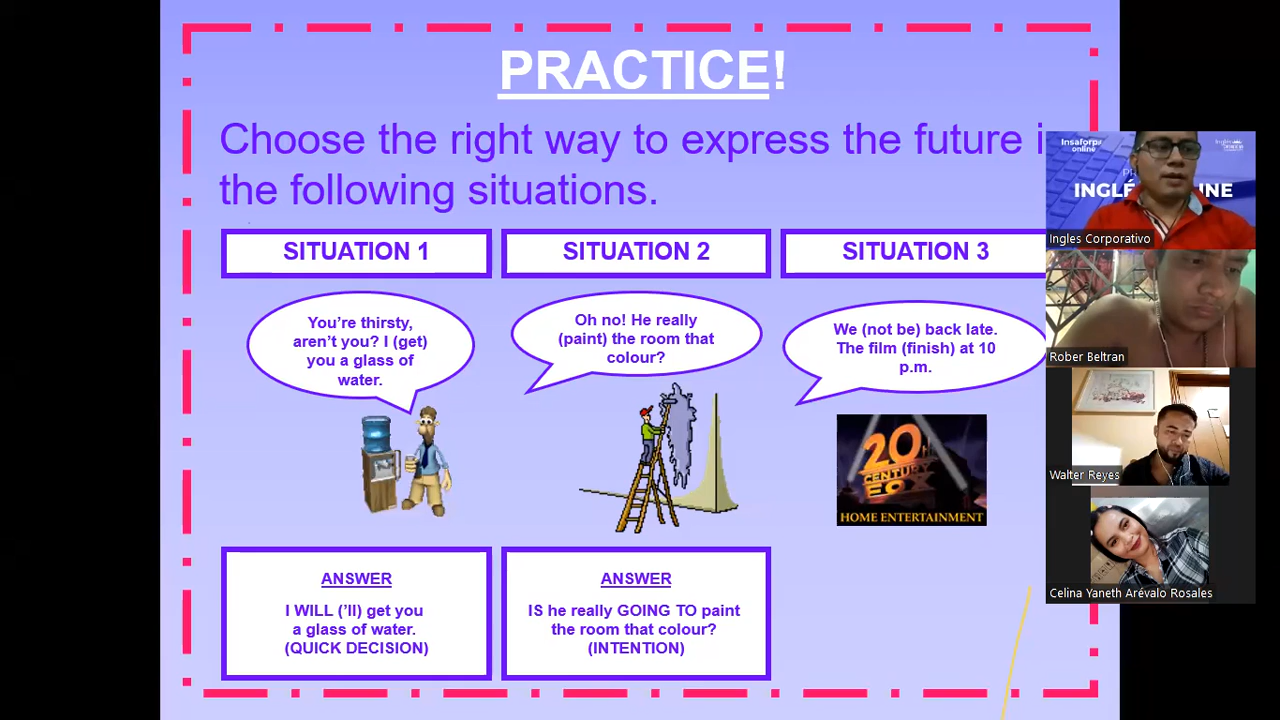 PRACTICE!
Choose the right way to express the future i
the following situations.
SITUATION 1
SITUATION 2
SITUATION 3
You're thirsty,
aren't you? I (get)
you a glass of
water.
Oh no! He really
(paint) the room that
colour?
We (not be) back late.
The film (finish) at 10
p.m.
20
CENTURY
FOX
HOME ENTERTAINMENT
ANSWER
I WILL ('ll) get you
a glass of water.
(QUICK DECISION)
ANSWER
IS he really GOING TO paint
the room that colour?
(INTENTION)
Insaforp
online
INGLÉ
INE
Ingles Corporativo
Rober Beltran
Walter Reyes
Celina Yaneth Arévalo Rosales